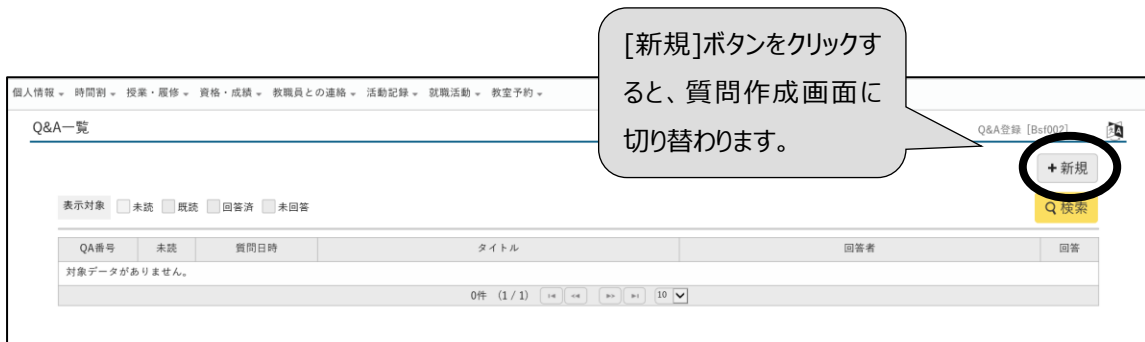 [新規]ボタンをクリックす
ると、質問作成画面に
切り替わります。
個人情報 時間割 授業・履修 資格・成績 教職員との連絡 活動記録 就職活動 教室予約
Q&A一覧
Q&A登録 [Bsf002]
+新規
表示対象 未読 既読 回答済 未回答
検索
QA番号 未読 質問日時 タイトル 回答者 回答
対象データがありません。
0件 (1 / 1) 10